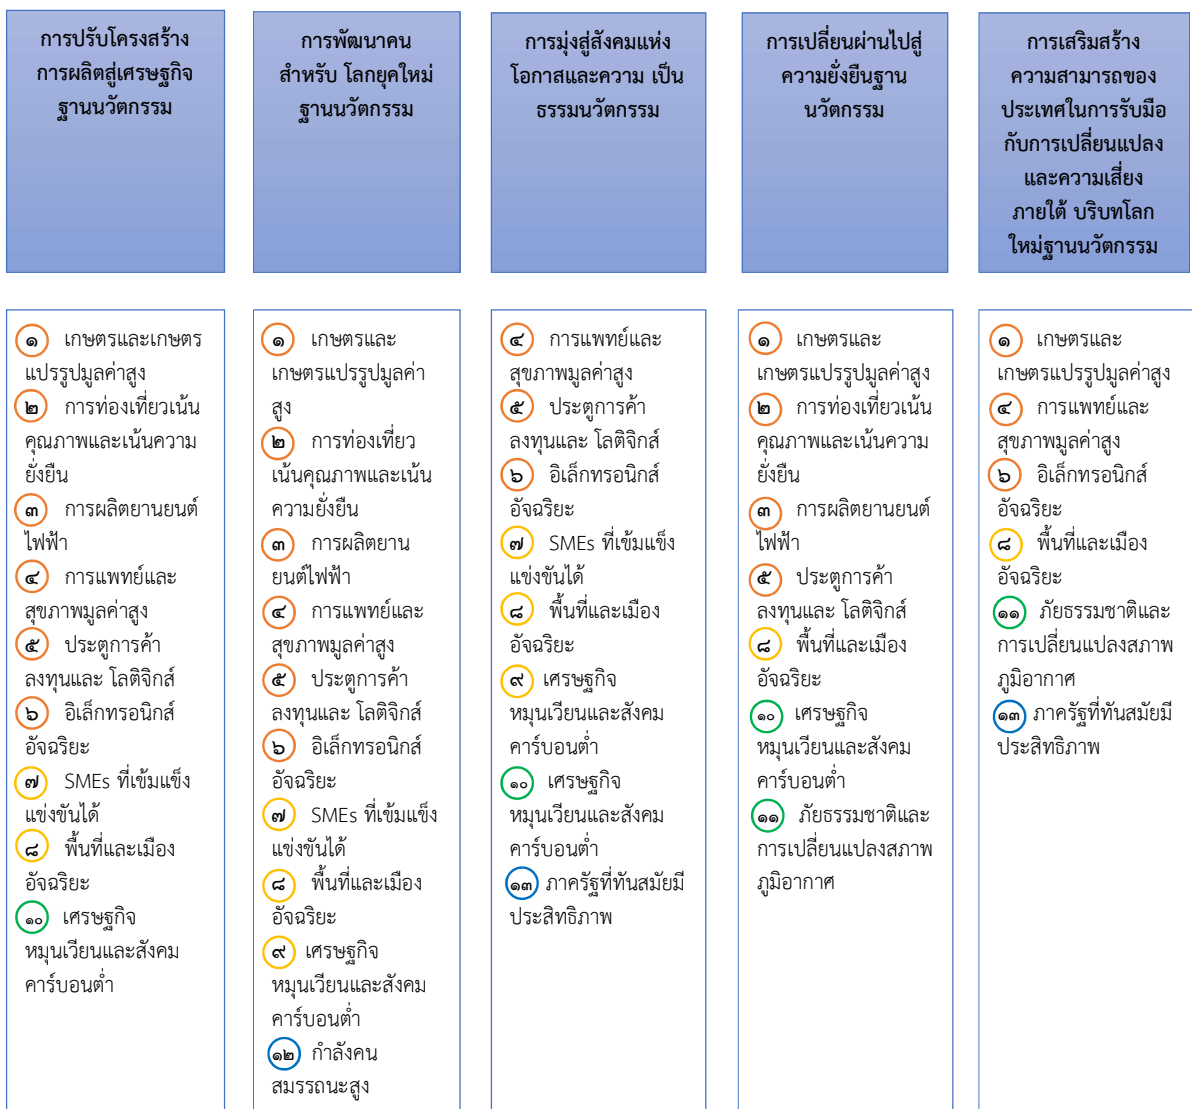 การปรับโครงสร้าง
การผลิตสู่เศรษฐกิจ
ฐานนวัตกรรม
การพัฒนาคน
สำหรับ โลกยุคใหม่
ฐานนวัตกรรม
การมุ่งสู่สังคมแห่ง
โอกาสและความ เป็น
ธรรมนวัตกรรม
การเปลี่ยนผ่านไปสู่
ความยั่งยืนฐาน
นวัตกรรม
การเสริมสร้าง
ความสามารถของ
ประเทศในการรับมือ
กับการเปลี่ยนแปลง
และความเสี่ยง
ภายใต้ บริบทโลก
ใหม่ฐานนวัตกรรม
๑ เกษตรและเกษตร
แปรรูปมูลค่าสูง
๒ การท่องเที่ยวเน้น
คุณภาพและเน้นความ
ยั่งยืน
๓ การผลิตยานยนต์
ไฟฟ้า
๔ การแพทย์และ
สุขภาพมูลค่าสูง
๕ ประตูการค้า
ลงทุนและ โลติจิกส์
๖ อิเล็กทรอนิกส์
อัจฉริยะ
๗ SMEs ที่เข้มแข็ง
แข่งขันได้
๘ พื้นที่และเมือง
อัจฉริยะ
๑๐ เศรษฐกิจ
หมุนเวียนและสังคม
คาร์บอนต่ำ
๑ เกษตรและ
เกษตรแปรรูปมูลค่า
สูง
๒ การท่องเที่ยว
เน้นคุณภาพและเน้น
ความยั่งยืน
๓ การผลิตยาน
ยนต์ไฟฟ้า
๔ การแพทย์และ
สุขภาพมูลค่าสูง
๕ ประตูการค้า
ลงทุนและ โลติจิกส์
๖ อิเล็กทรอนิกส์
อัจฉริยะ
๗ SMEs ที่เข้มแข็ง
แข่งขันได้
๘ พื้นที่และเมือง
อัจฉริยะ
๙ เศรษฐกิจ
หมุนเวียนและสังคม
คาร์บอนต่ำ
๑๒ กำลังคน
สมรรถนะสูง
๔ การแพทย์และ
สุขภาพมูลค่าสูง
๕ ประตูการค้า
ลงทุนและ โลติจิกส์
๖ อิเล็กทรอนิกส์
อัจฉริยะ
๗ SMEs ที่เข้มแข็ง
แข่งขันได้
๘ พื้นที่และเมือง
อัจฉริยะ
๙ เศรษฐกิจ
หมุนเวียนและสังคม
คาร์บอนต่ำ
๑๐ เศรษฐกิจ
หมุนเวียนและสังคม
คาร์บอนต่ำ
๑๓ ภาครัฐที่ทันสมัยมี
ประสิทธิภาพ
๑ เกษตรและ
เกษตรแปรรูปมูลค่าสูง
๒ การท่องเที่ยวเน้น
คุณภาพและเน้นความ
ยั่งยืน
๓ การผลิตยานยนต์
ไฟฟ้า
๕ ประตูการค้า
ลงทุนและ โลติจิกส์
๘ พื้นที่และเมือง
อัจฉริยะ
๑๐ เศรษฐกิจ
หมุนเวียนและสังคม
คาร์บอนต่ำ
๑๑ ภัยธรรมชาติและ
การเปลี่ยนแปลงสภาพ
ภูมิอากาศ
๑ เกษตรและ
เกษตรแปรรูปมูลค่าสูง
๔ การแพทย์และ
สุขภาพมูลค่าสูง
๖ อิเล็กทรอนิกส์
อัจฉริยะ
๘ พื้นที่และเมือง
อัจฉริยะ
๑๑ ภัยธรรมชาติและ
การเปลี่ยนแปลงสภาพ
ภูมิอากาศ
๑๓ ภาครัฐที่ทันสมัยมี
ประสิทธิภาพ